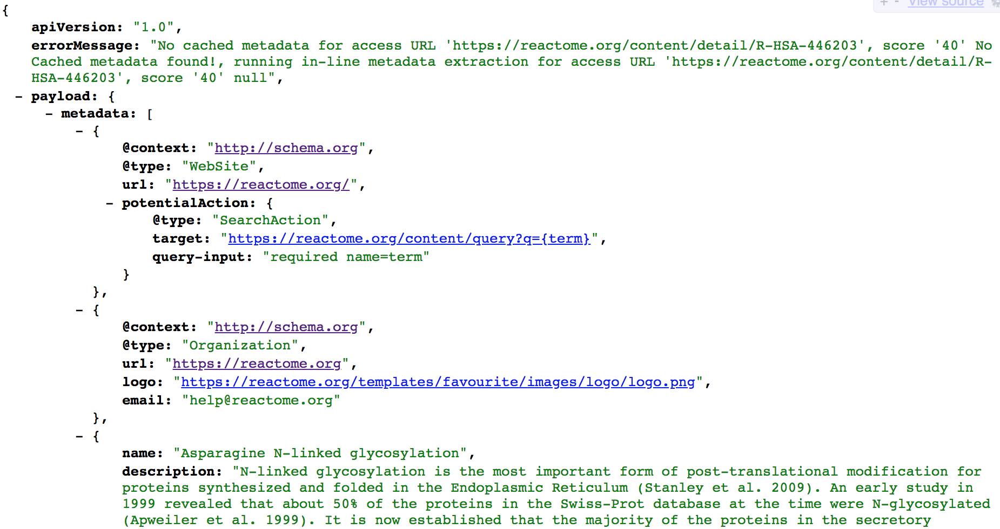 + - View source
{
apiVersion: "1.0",
errorMessage: "No cached metadata for access URL 'https://reactome.org/content/detail/R-HSA-446203', score '40' No
Cached metadata found!, running in-line metadata extraction for access URL 'https://reactome.org/content/detail/R-
HSA-446203', score '40' null",
- payload: {
- metadata: [
- {
@context: "http://schema.org",
@type: "WebSite",
url: "https://reactome.org/",
- potentialAction: {
@type: "SearchAction",
target: "https://reactome.org/content/query?q={term}",
query-input: "required name=term"
}
},
- {
@context: "http://schema.org",
@type: "Organization",
url: "https://reactome.org",
logo: "https://reactome.org/templates/favourite/images/logo/logo.png",
email: "help@reactome.org"
},
- {
name: "Asparagine N-linked glycosylation",
description: "N-linked glycosylation is the most important form of post-translational modification for
proteins synthesized and folded in the Endoplasmic Reticulum (Stanley et al. 2009). An early study in
1999 revealed that about 50% of the proteins in the Swiss-Prot database at the time were N-glycosylated
(Apweiler et al. 1999). It is now established that the majority of the proteins in the secretory